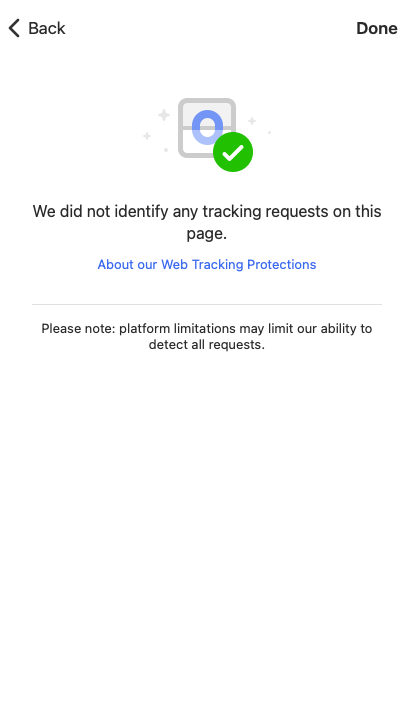 Back
Done
We did not identify any tracking requests on this
page.
About our Web Tracking Protections
Please note: platform limitations may limit our ability to
detect all requests.